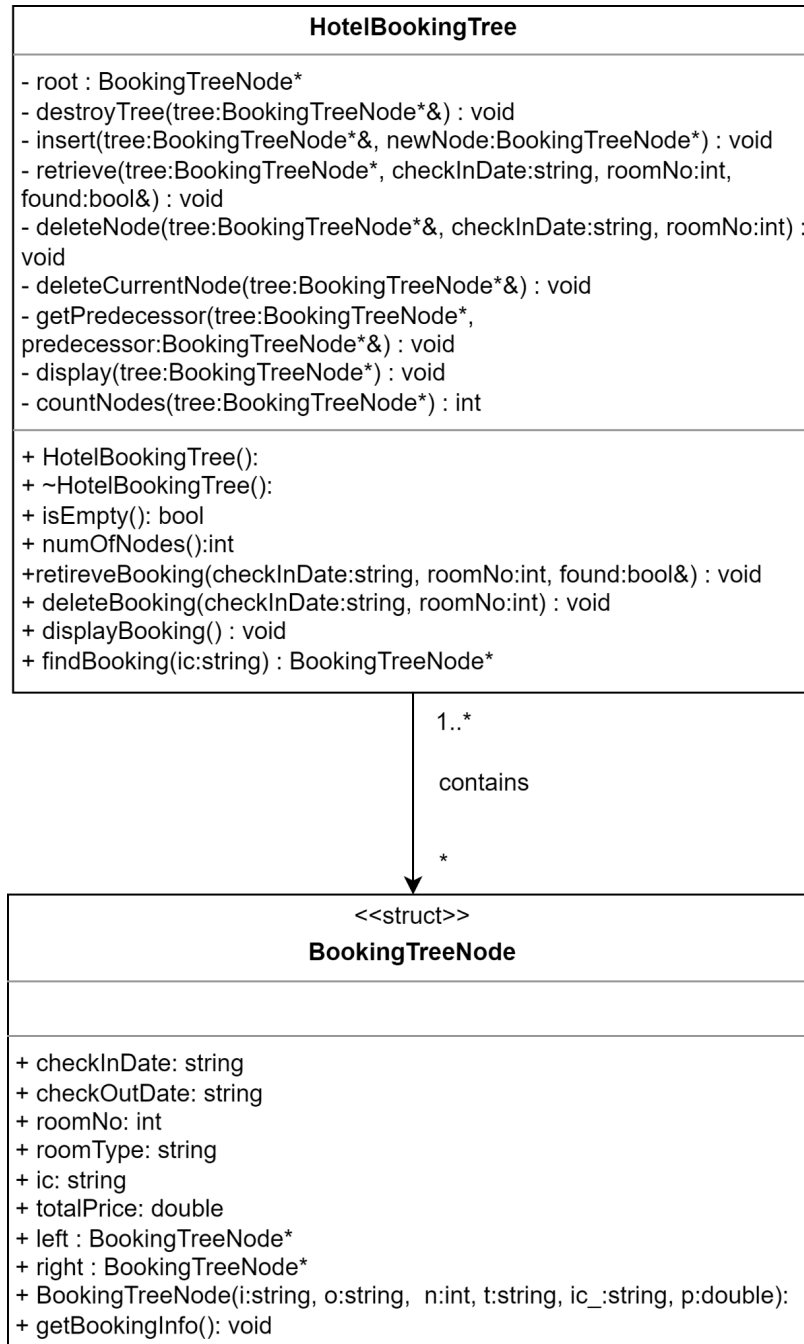 HotelBookingTree
- root : BookingTreeNode*
- destroyTree(tree:BookingTreeNode*&) : void
- insert(tree:BookingTreeNode*&, newNode:BookingTreeNode*) : void
- retrieve(tree:BookingTreeNode*, checkInDate:string, roomNo:int,
found:bool&) : void
- deleteNode(tree:BookingTreeNode*&, checkInDate:string, roomNo:int) :
void
- deleteCurrentNode(tree:BookingTreeNode*&) : void
- getPredecessor(tree:BookingTreeNode*,
predecessor:BookingTreeNode*&) : void
- display(tree:BookingTreeNode*) : void
- countNodes(tree:BookingTreeNode*) : int
+ HotelBookingTree():
+ ~HotelBookingTree():
+ isEmpty(): bool
+ numOfNodes():int
+retireveBooking(checkInDate:string, roomNo:int, found:bool&) : void
+ deleteBooking(checkInDate:string, roomNo:int) : void
+ displayBooking() : void
+ findBooking(ic:string) : BookingTreeNode*
1..*
contains
*
<<struct>>
BookingTreeNode
+ checkInDate: string
+ checkOutDate: string
+ roomNo: int
+ roomType: string
+ ic: string
+ totalPrice: double
+ left : BookingTreeNode*
+ right : BookingTreeNode*
+ BookingTreeNode(i:string, o:string, n:int, t:string, ic_:string, p:double):
+ getBookingInfo(): void